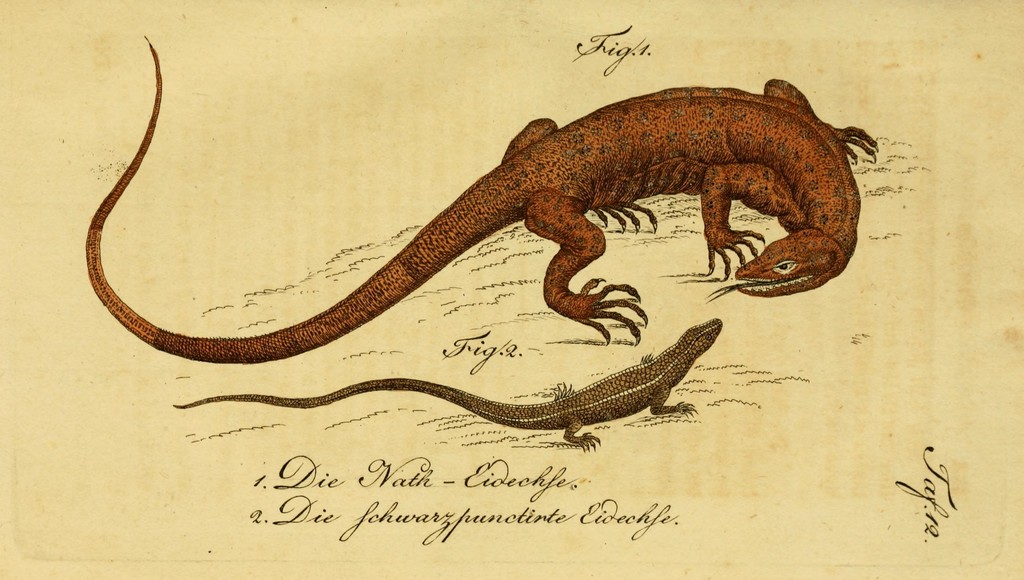 Fig. 1.
Fig. 2.
1. Die Nath - Eidechse.
2. Die schwarzpunctirte Eidechse.
Taf. 12.